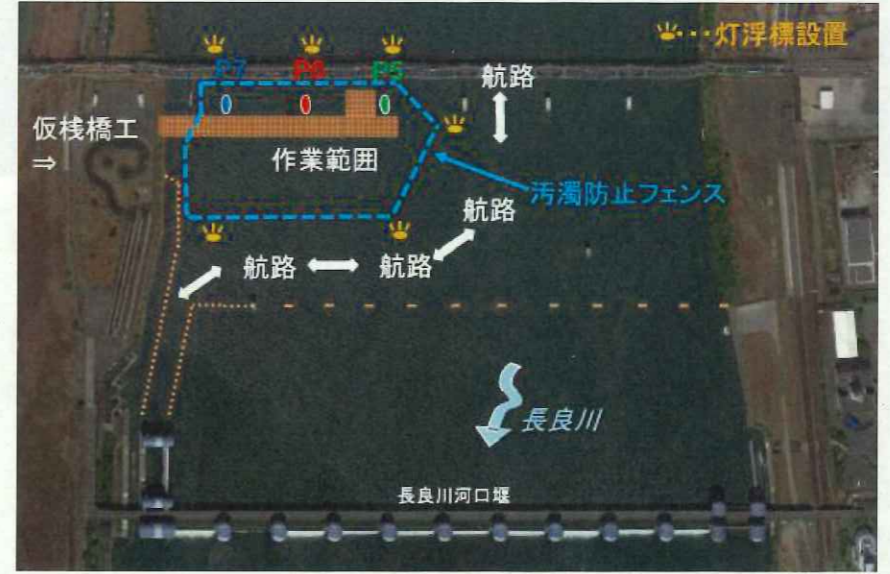 ・・・灯浮標設置
P7
P6
P5
航路
仮桟橋工
⇒
作業範囲
汚濁防止フェンス
航路
航路
航路
長良川
長良川河口堰